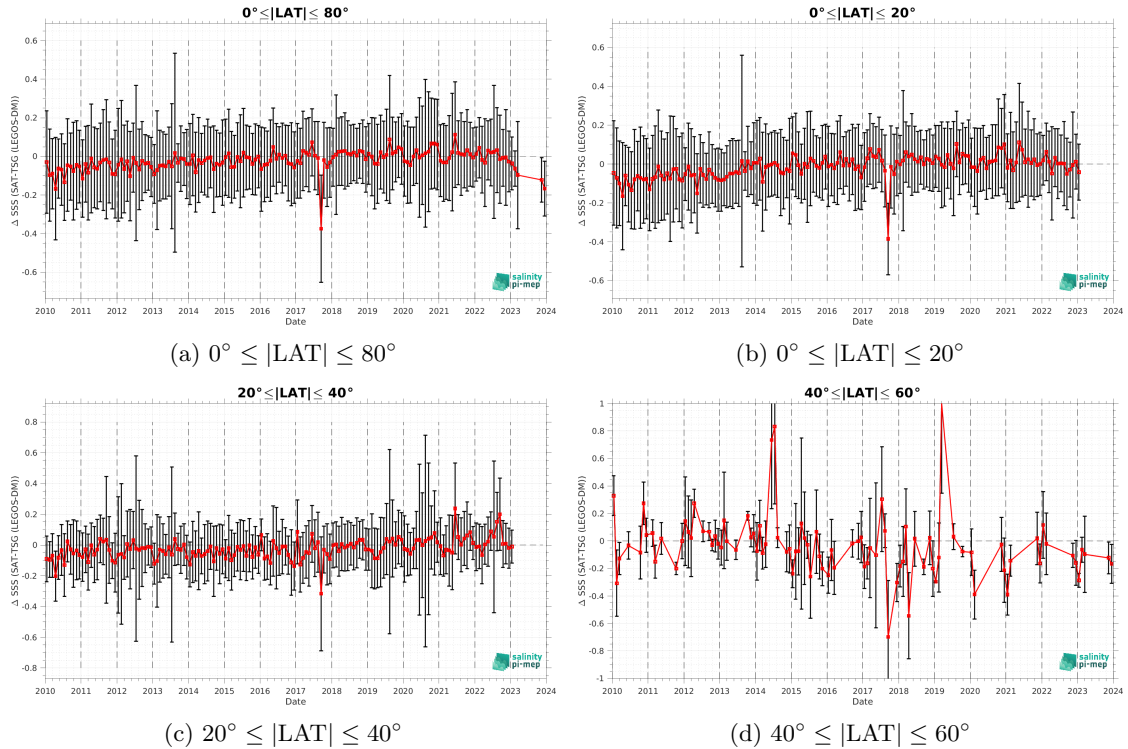 0°≤|LAT|≤ 80°
Δ SSS (SAT-TSG (LEGOS-DM))
0.6
0.4
0.2
0
-0.2
-0.4
-0.6
2010 2011 2012 2013 2014 2015 2016 2017 2018 2019 2020 2021 2022 2023 2024
Date
salinity
pi-mep
(a) 0° ≤ |LAT| ≤ 80°
0°≤|LAT|≤ 20°
Δ SSS (SAT-TSG (LEGOS-DM))
0.6
0.4
0.2
0
-0.2
-0.4
-0.6
2010 2011 2012 2013 2014 2015 2016 2017 2018 2019 2020 2021 2022 2023 2024
Date
salinity
pi-mep
(b) 0° ≤ |LAT| ≤ 20°
20°≤|LAT|≤ 40°
Δ SSS (SAT-TSG (LEGOS-DM))
0.8
0.6
0.4
0.2
0
-0.2
-0.4
-0.6
-0.8
2010 2011 2012 2013 2014 2015 2016 2017 2018 2019 2020 2021 2022 2023 2024
Date
salinity
pi-mep
(c) 20° ≤ |LAT| ≤ 40°
40°≤|LAT|≤ 60°
Δ SSS (SAT-TSG (LEGOS-DM))
1
0.8
0.6
0.4
0.2
0
-0.2
-0.4
-0.6
-0.8
-1
2010 2011 2012 2013 2014 2015 2016 2017 2018 2019 2020 2021 2022 2023 2024
Date
salinity
pi-mep
(d) 40° ≤ |LAT| ≤ 60°